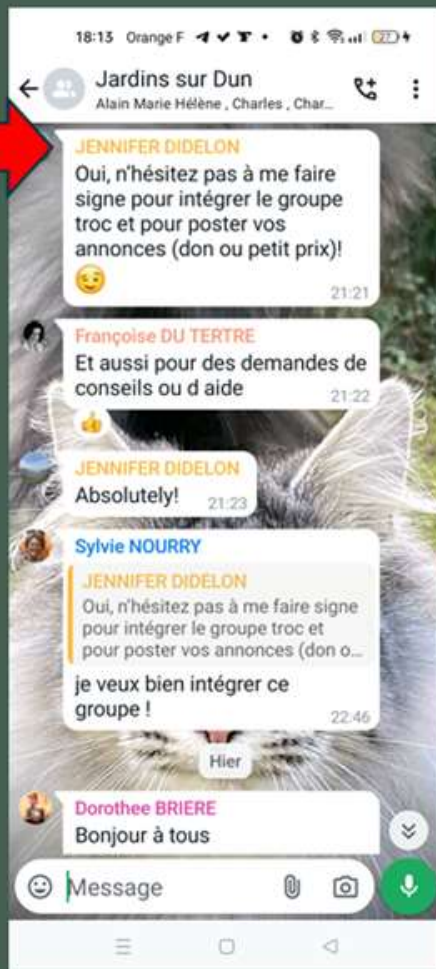 18:13 Orange F
27
Jardins sur Dun
Alain Marie Hélène , Charles , Char...
JENNIFER DIDELON
Oui, n'hésitez pas à me faire
signe pour intégrer le groupe
troc et pour poster vos
annonces (don ou petit prix)!
😉
21:21
Françoise DU TERTRE
Et aussi pour des demandes de
conseils ou d aide
21:22
👍
JENNIFER DIDELON
Absolutely!
21:23
Sylvie NOURRY
JENNIFER DIDELON
Oui, n'hésitez pas à me faire signe
pour intégrer le groupe troc et
pour poster vos annonces (don o...
je veux bien intégrer ce
groupe !
22:46
Hier
Dorothee BRIERE
Bonjour à tous
Message